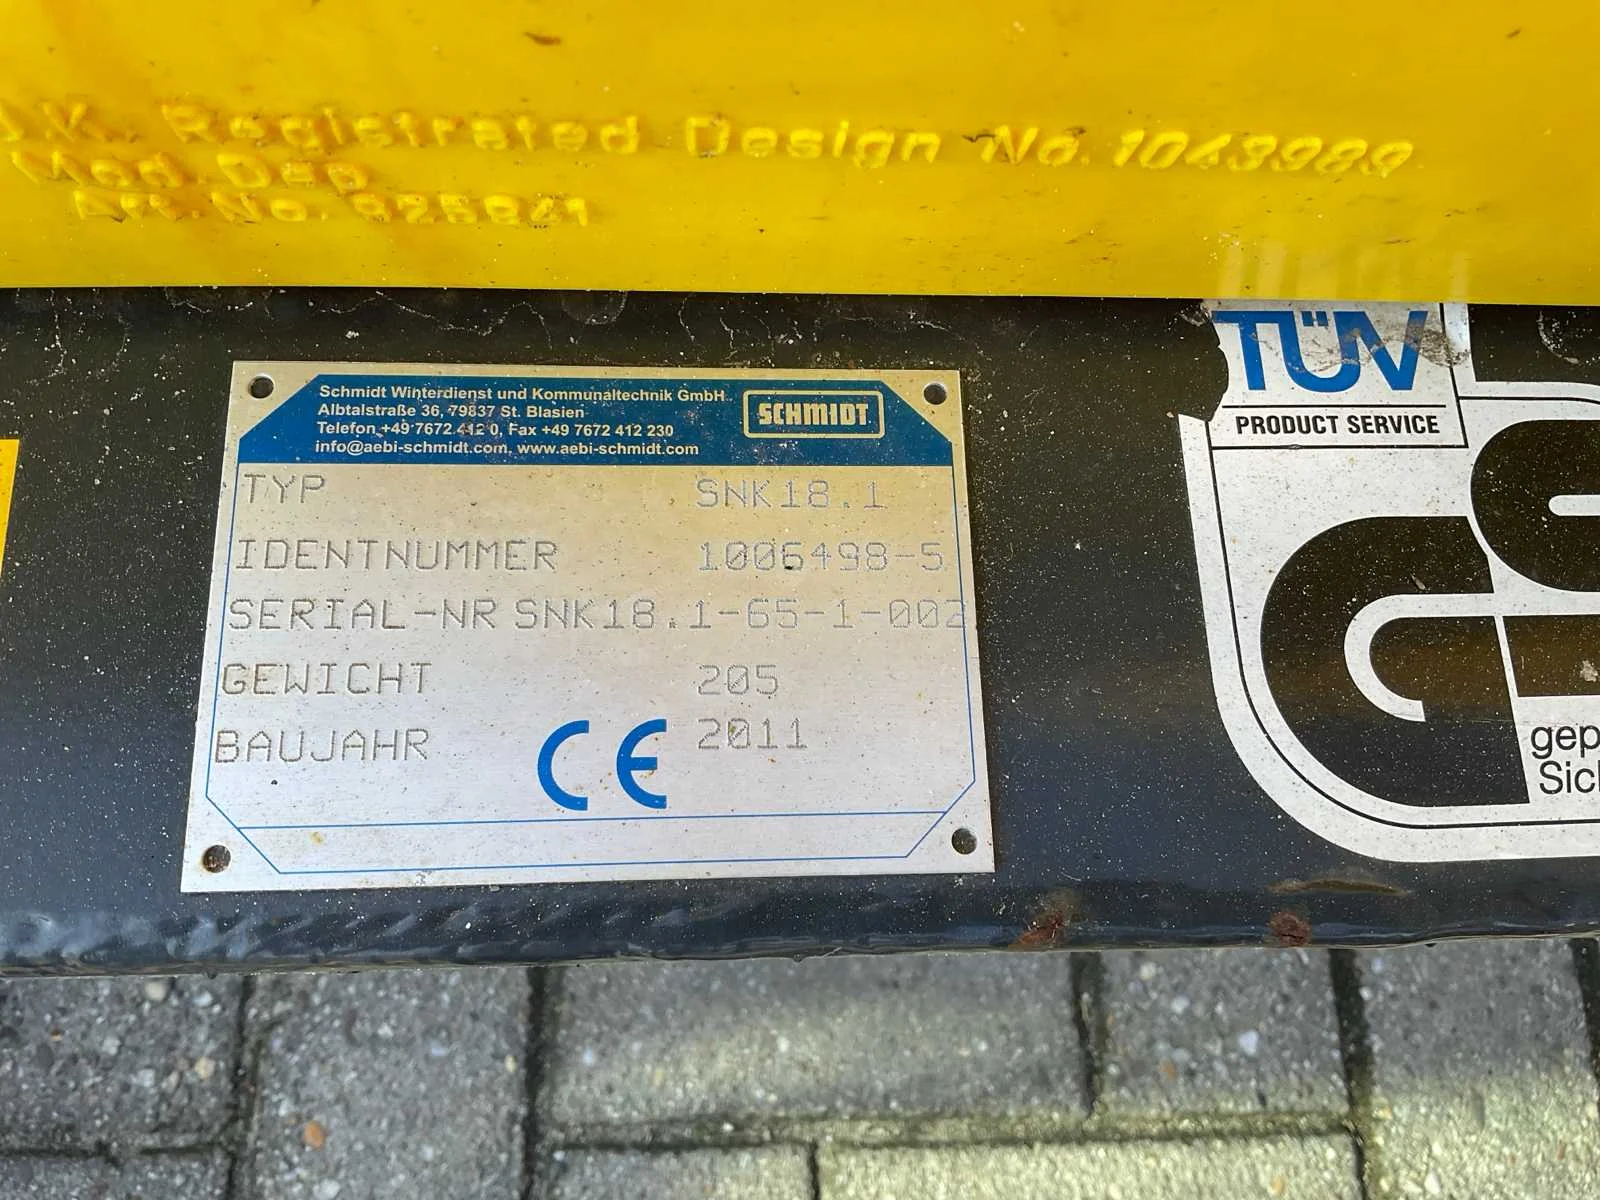 U.K. Registrated Design No. 1043989
Mod. Dep
Art. No.
Schmidt Winterdienst und Kommunaltechnik GmbH
Albtalstraße 36, 79837 St. Blasien
Telefon +49 7672 412 0, Fax +49 7672 412 230
info@aebi-schmidt.com, www.aebi-schmidt.com
SCHMIDT
TYP SNK18.1
IDENTNUMMER 1006498-5
SERIAL-NR SNK18.1-65-1-002
GEWICHT 205
BAUJAHR 2011
CE
TÜV
PRODUCT SERVICE
GS
gep
Sich